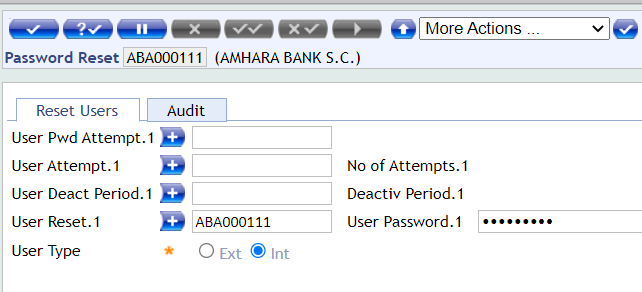 More Actions ...
Password Reset ABA000111 (AMHARA BANK S.C.)
Reset Users Audit
User Pwd Attempt.1
User Attempt.1 No of Attempts.1
User Deact Period.1 Deactiv Period.1
User Reset.1 ABA000111 User Password.1 •••••••••
User Type * Ext Int